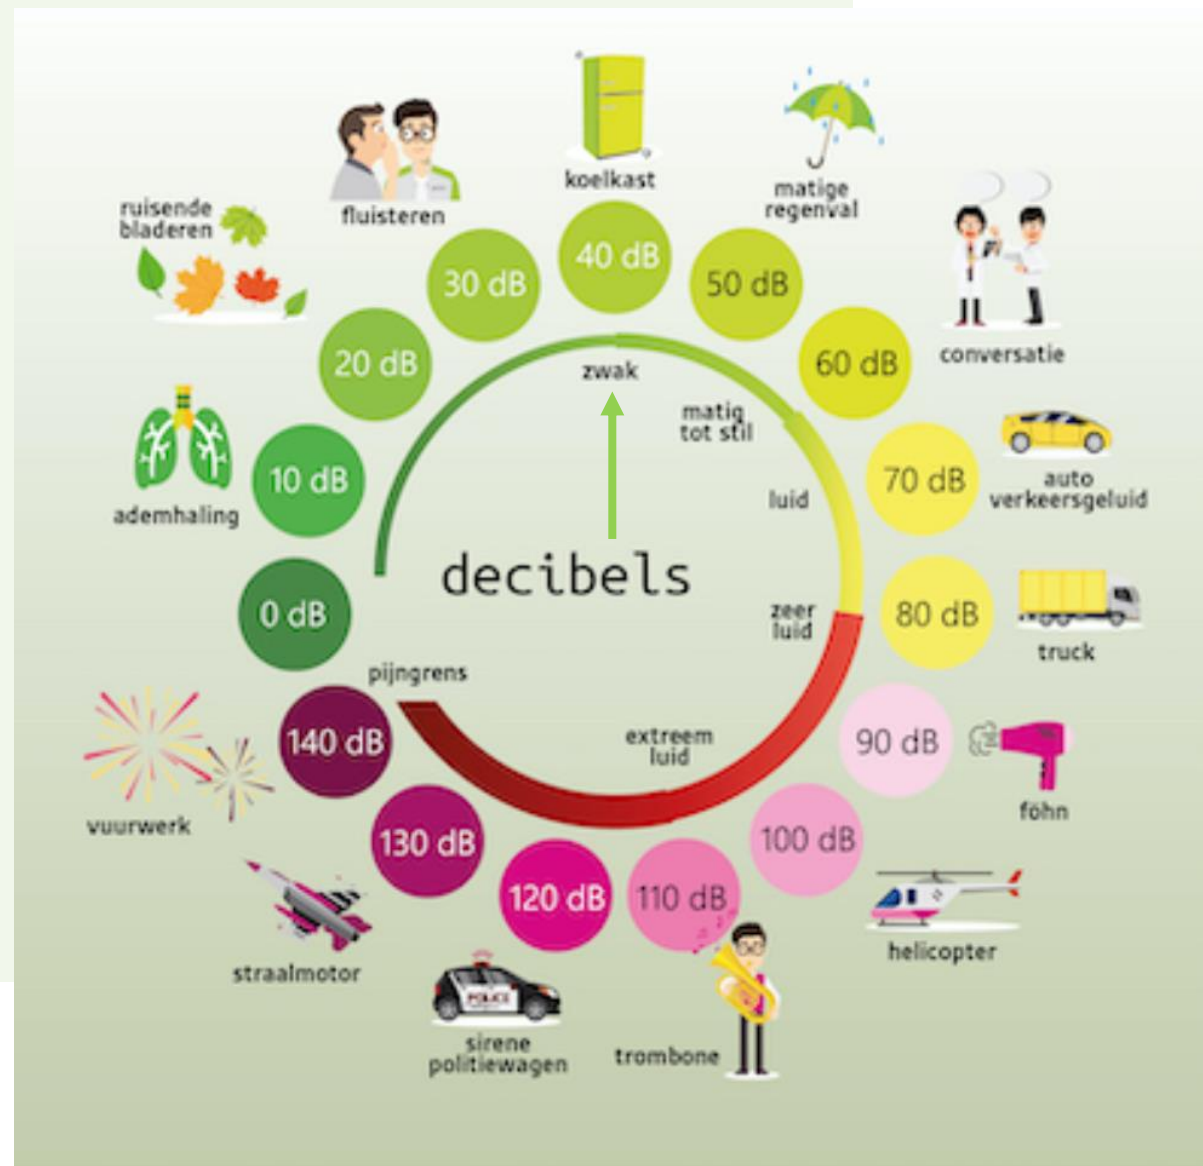 koelkast
matige
regenval
fluisteren
ruisende
bladeren
conversatie
ademhaling
auto
verkeersgeluid
truck
föhn
helicopter
trombone
sirene
politiewagen
POLICE
straalmotor
vuurwerk
0 dB
10 dB
20 dB
30 dB
40 dB
50 dB
60 dB
70 dB
80 dB
90 dB
100 dB
110 dB
120 dB
130 dB
140 dB
zwak
matig
tot stil
luid
zeer
luid
extreem
luid
pijngrens
decibels